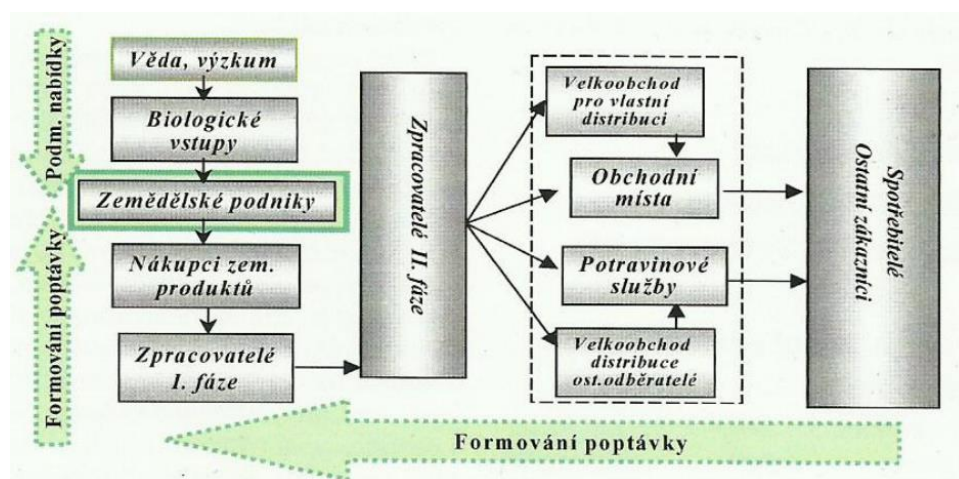 Podm. nabídky
Formování poptávky
Věda, výzkum
Biologické
vstupy
Zemědělské podniky
Nákupci zem.
produktů
Zpracovatelé
I. fáze
Zpracovatelé II. fáze
Velkoobchod
pro vlastní
distribuci
Obchodní
místa
Potravinové
služby
Velkoobchod
distribuce
ost.odběratelé
Spotřebitelé
Ostatní zákazníci
Formování poptávky